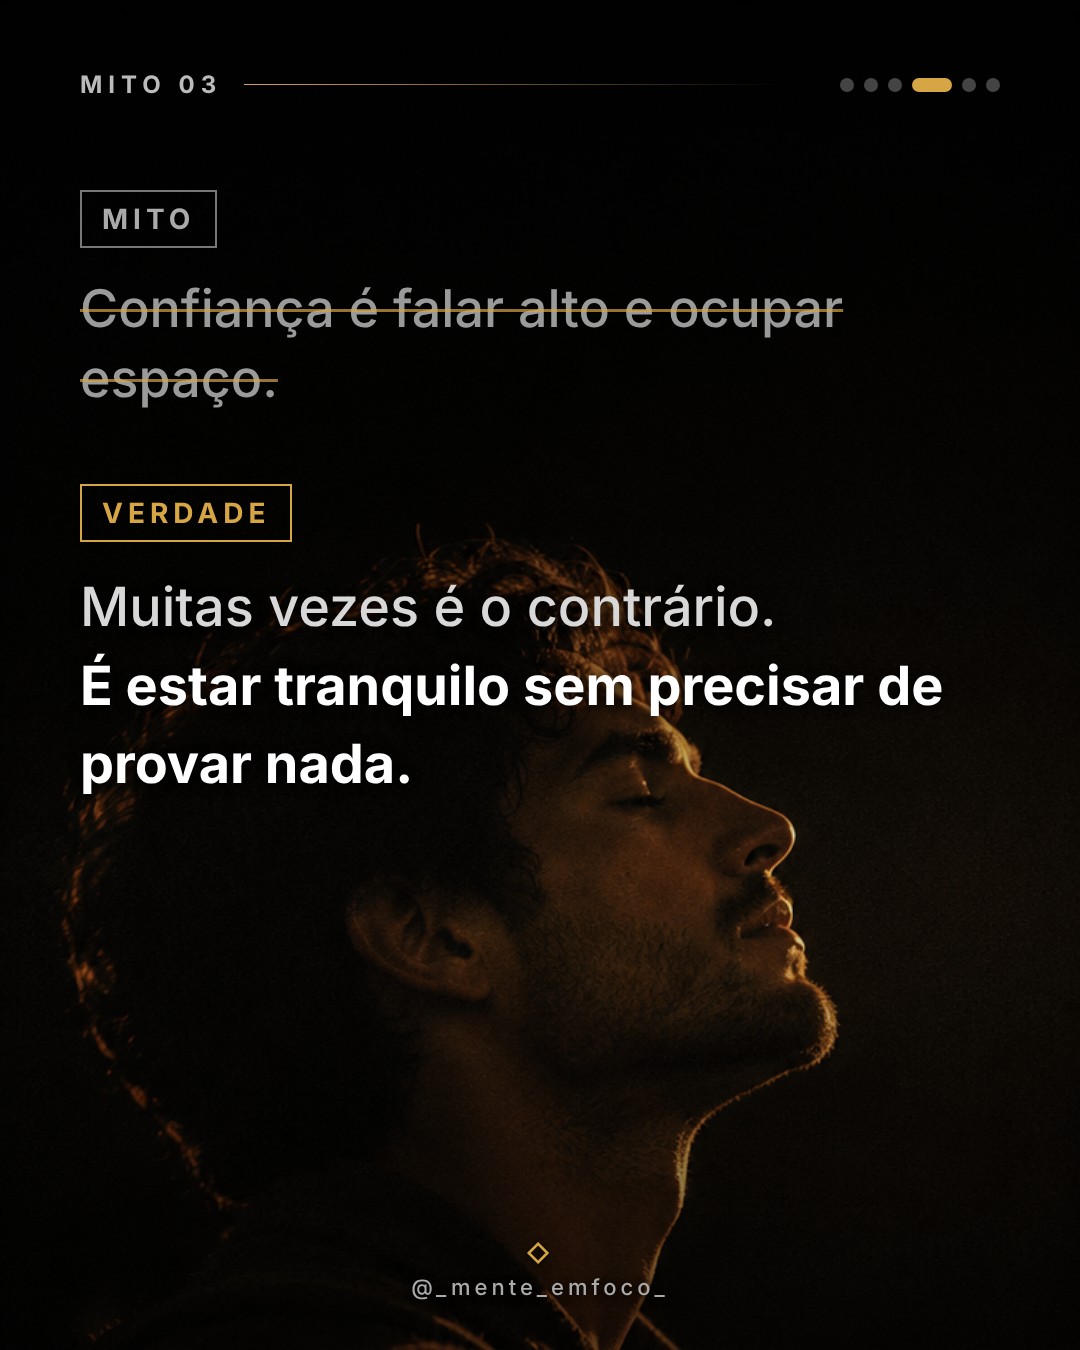 MITO 03
MITO
Confiança é falar alto e ocupar
espaço.
VERDADE
Muitas vezes é o contrário.
É estar tranquilo sem precisar de
provar nada.
@_mente_emfoco_